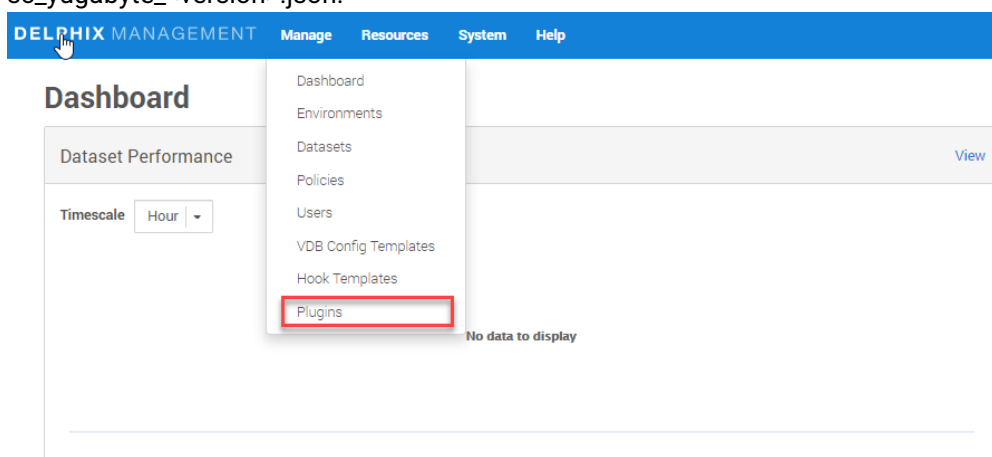 DELPHIX MANAGEMENT Manage Resources System Help
Dashboard
Dashboard
Environments
Dataset Performance
View
Datasets
Policies
Timescale Hour
Users
VDB Config Templates
Hook Templates
Plugins
No data to display